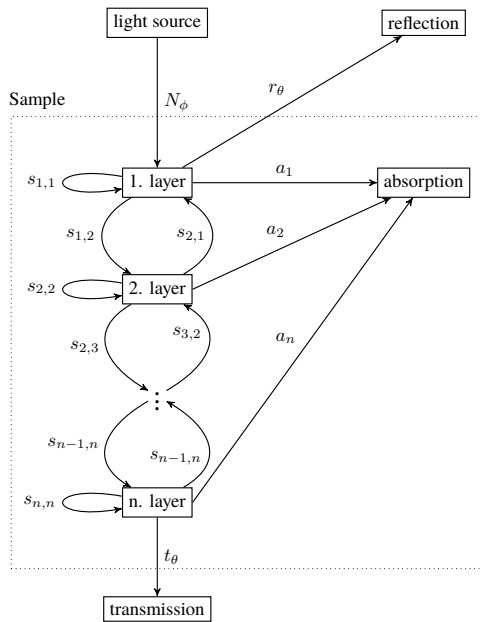 light source
reflection
Sample
N_ϕ
r_θ
s_{1,1}
1. layer
a_1
absorption
s_{1,2}
s_{2,1}
a_2
s_{2,2}
2. layer
s_{2,3}
s_{3,2}
a_n
⋮
s_{n−1,n}
s_{n−1,n}
s_{n,n}
n. layer
t_θ
transmission